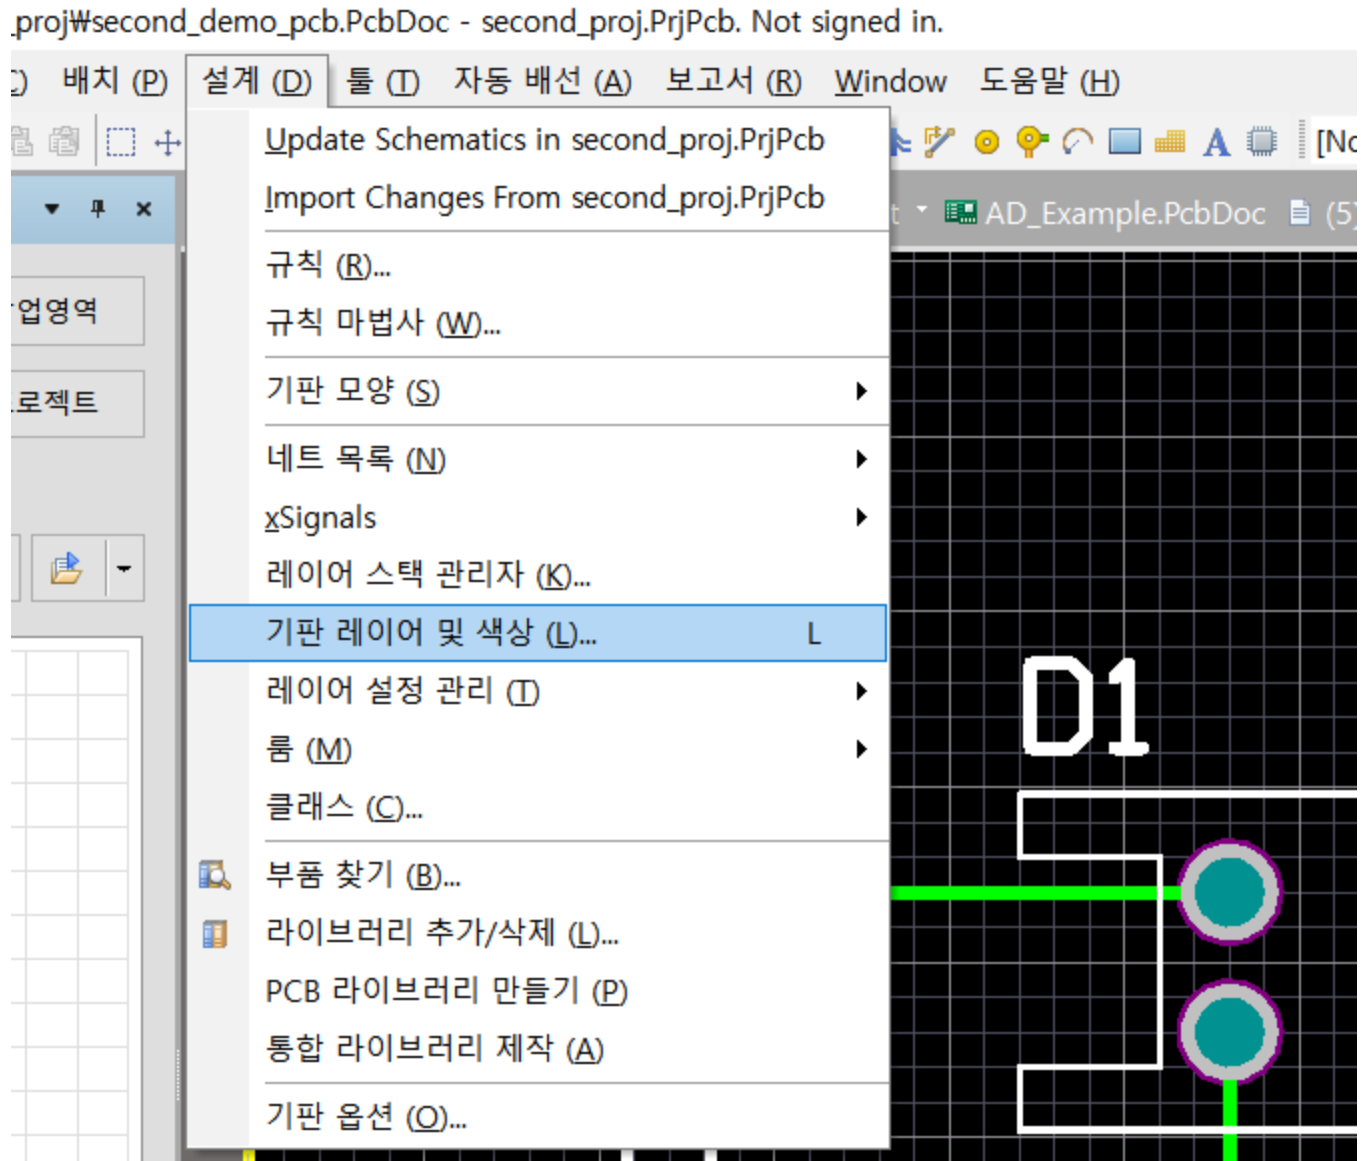 _proj₩second_demo_pcb.PcbDoc - second_proj.PrjPcb. Not signed in.
배치 (P) 설계 (D) 툴 (T) 자동 배선 (A) 보고서 (R) Window 도움말 (H)
Update Schematics in second_proj.PrjPcb
Import Changes From second_proj.PrjPcb
AD_Example.PcbDoc (5)
규칙 (R)...
업영역
규칙 마법사 (W)...
기판 모양 (S)
로젝트
네트 목록 (N)
xSignals
레이어 스택 관리자 (K)...
기판 레이어 및 색상 (L)... L
레이어 설정 관리 (T)
D1
룸 (M)
클래스 (C)...
부품 찾기 (B)...
라이브러리 추가/삭제 (L)...
PCB 라이브러리 만들기 (P)
통합 라이브러리 제작 (A)
기판 옵션 (O)...